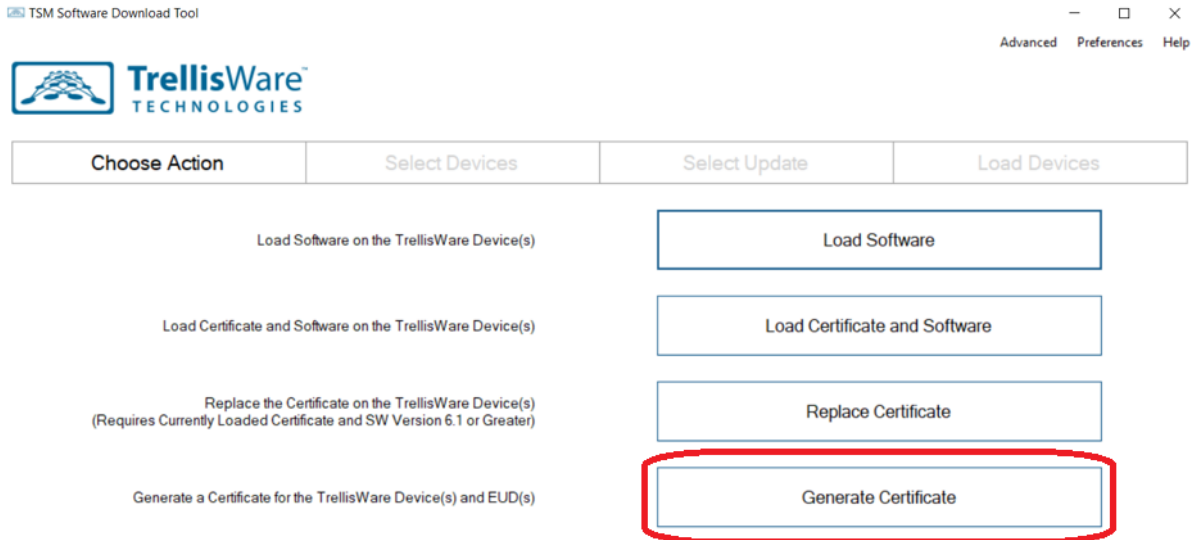 TSM Software Download Tool
Advanced Preferences Help
TrellisWare™
TECHNOLOGIES
Choose Action Select Devices Select Update Load Devices
Load Software on the TrellisWare Device(s) Load Software
Load Certificate and Software on the TrellisWare Device(s) Load Certificate and Software
Replace the Certificate on the TrellisWare Device(s)
(Requires Currently Loaded Certificate and SW Version 6.1 or Greater) Replace Certificate
Generate a Certificate for the TrellisWare Device(s) and EUD(s) Generate Certificate